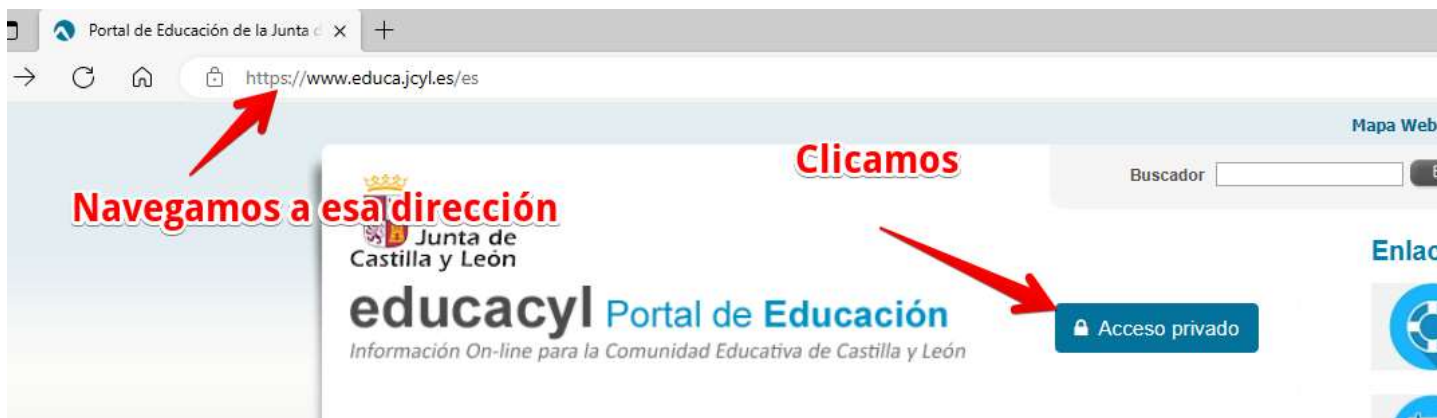 Portal de Educación de la Junta d
https://www.educa.jcyl.es/es
Mapa Web
Clicamos
Buscador
Navegamos a esa dirección
Junta de
Castilla y León
Enlac
educacyl Portal de Educación
Acceso privado
Información On-line para la Comunidad Educativa de Castilla y León